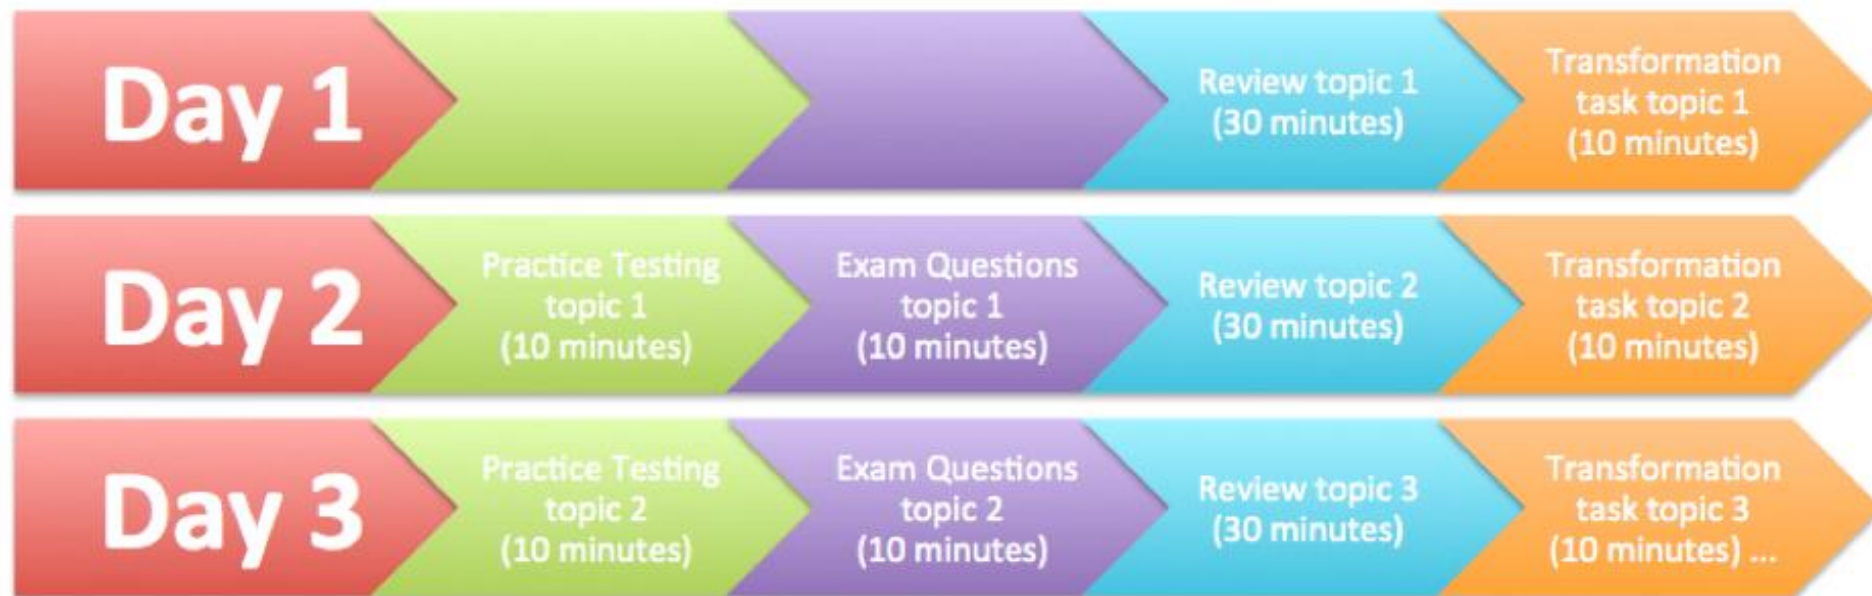 Day 1
Review topic 1
(30 minutes)
Transformation
task topic 1
(10 minutes)
Day 2
Practice Testing
topic 1
(10 minutes)
Exam Questions
topic 1
(10 minutes)
Review topic 2
(30 minutes)
Transformation
task topic 2
(10 minutes)
Day 3
Practice Testing
topic 2
(10 minutes)
Exam Questions
topic 2
(10 minutes)
Review topic 3
(30 minutes)
Transformation
task topic 3
(10 minutes) ...